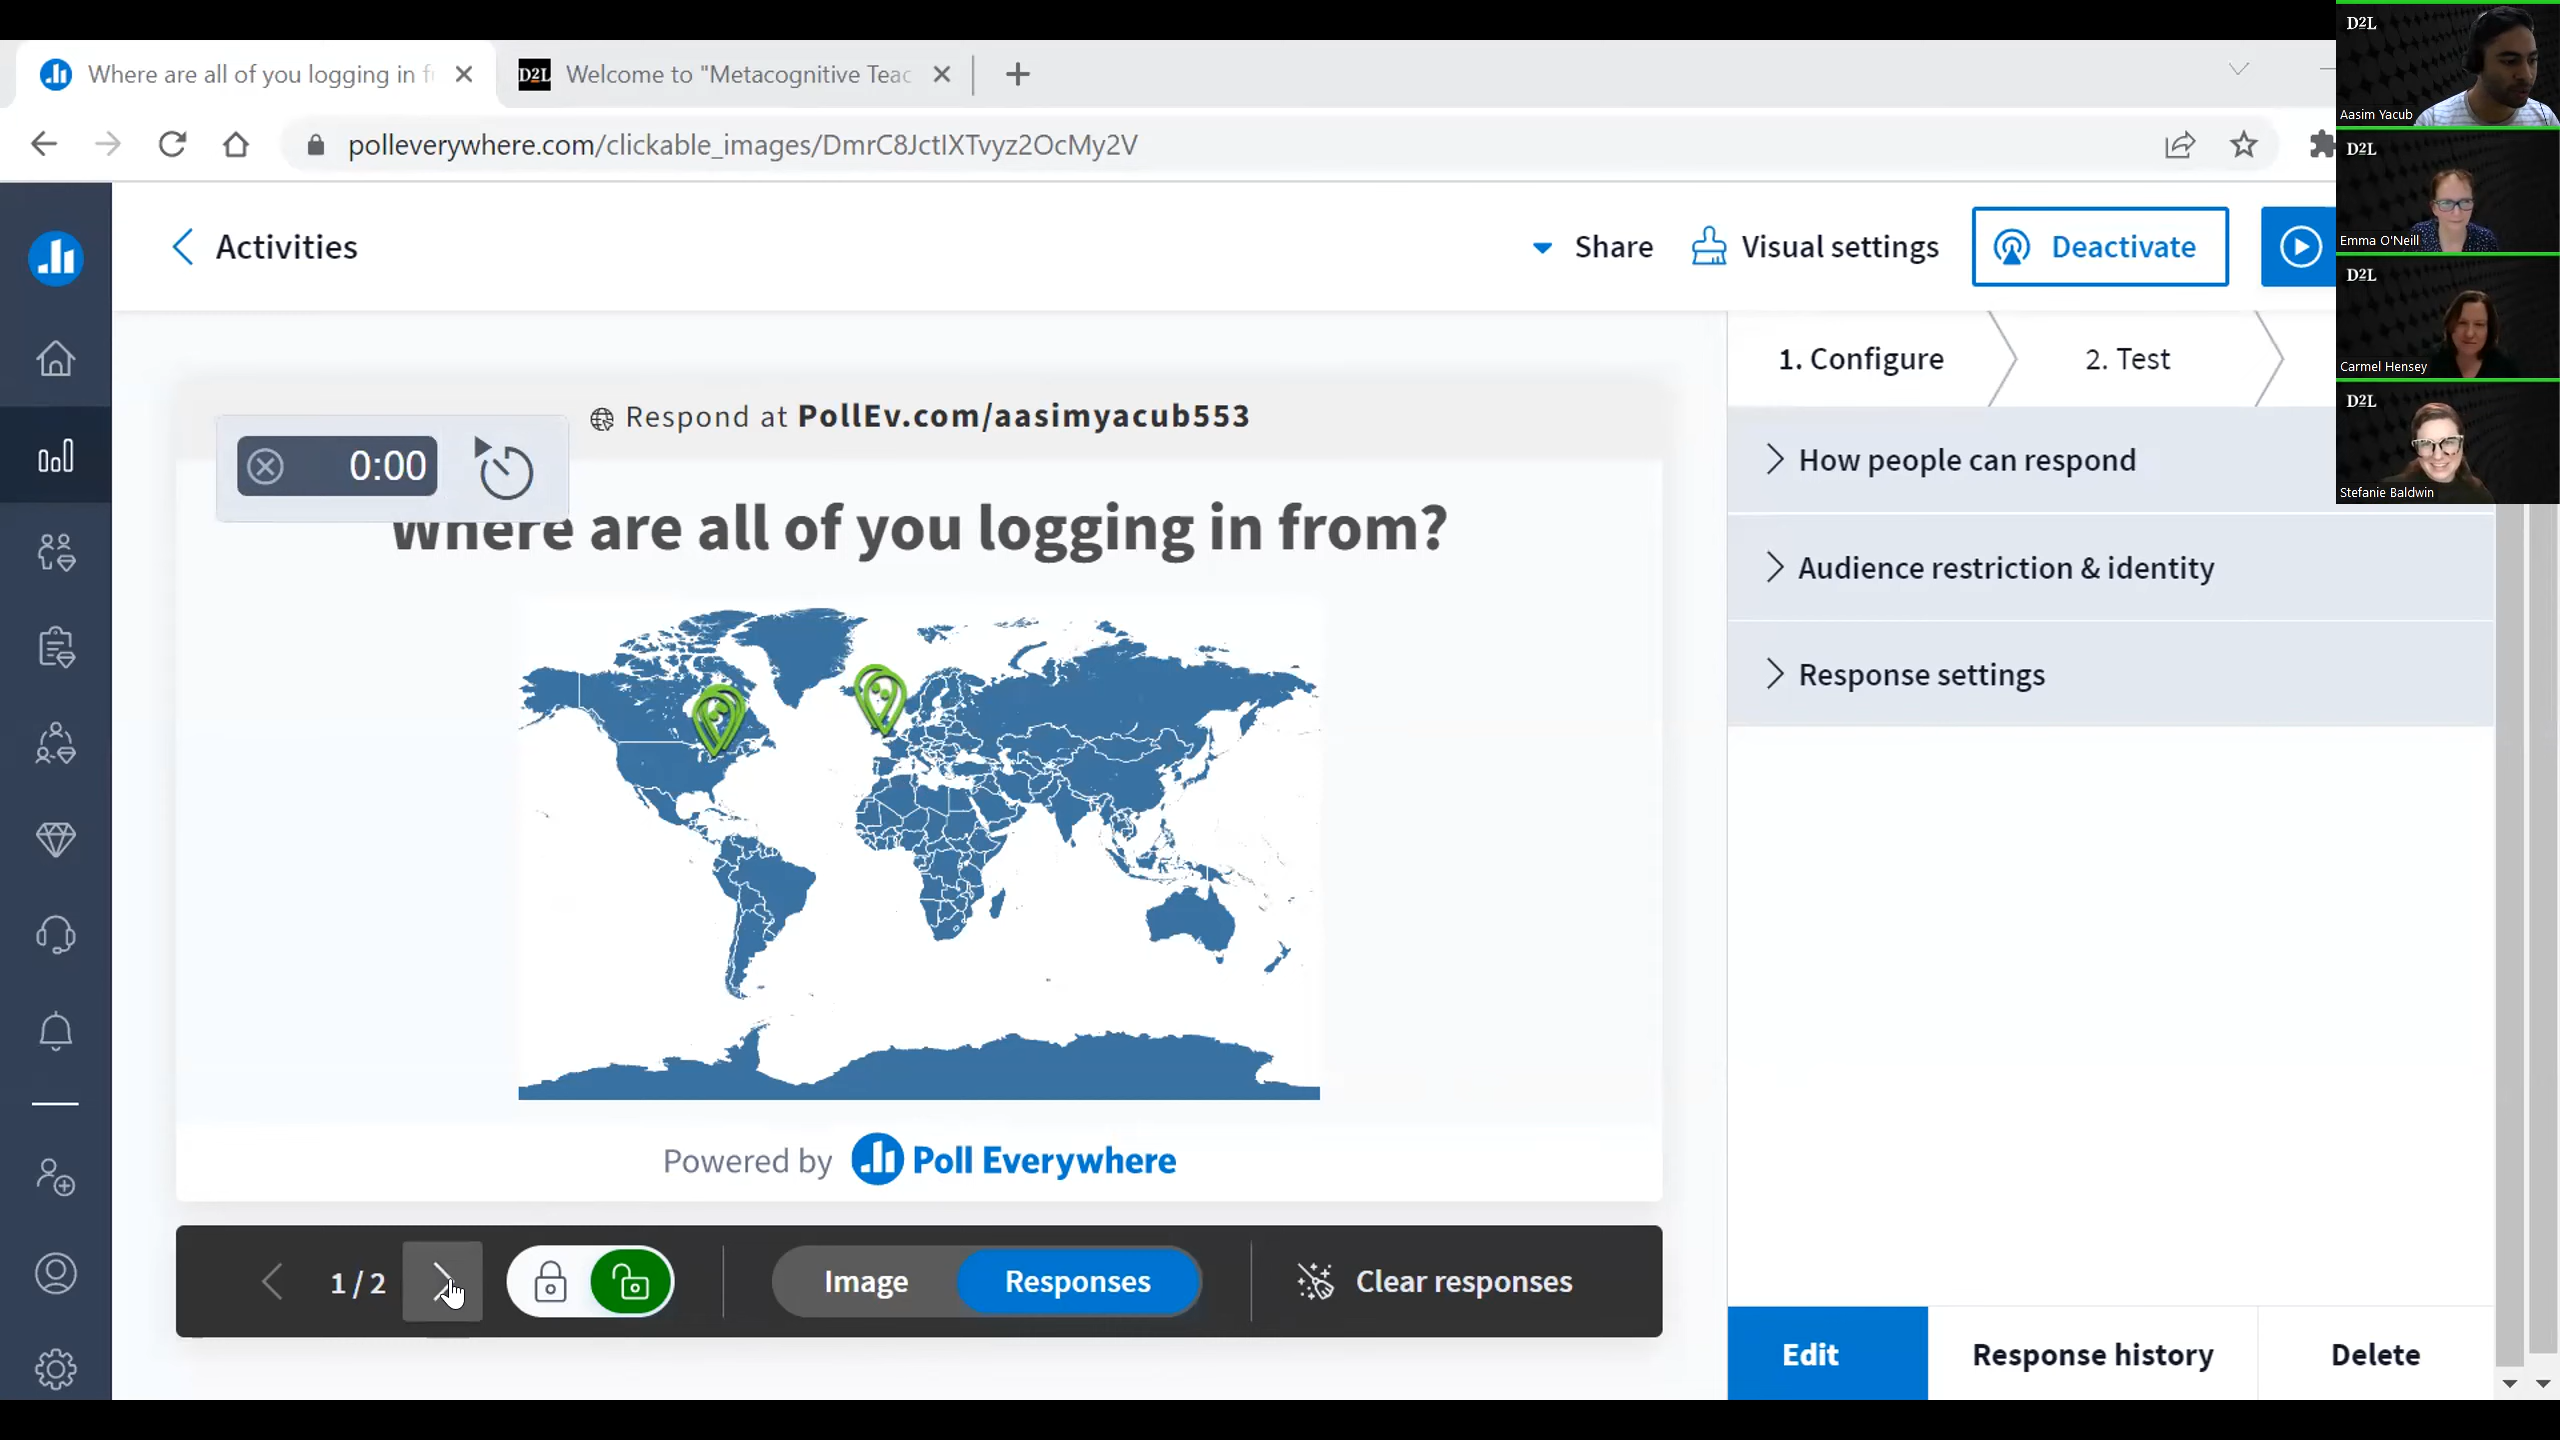 Where are all of you logging in f
D2L Welcome to "Metacognitive Teac
polleverywhere.com/clickable_images/DmrC8JctIXTvyz2OcMy2V
Activities
Share
Visual settings
Deactivate
D2L
Aasim Yacub
D2L
Emma O'Neill
D2L
Carmel Hensey
D2L
Stefanie Baldwin
1. Configure
2. Test
How people can respond
Audience restriction & identity
Response settings
Respond at PollEv.com/aasimyacub553
0:00
Where are all of you logging in from?
Powered by Poll Everywhere
1 / 2
Image
Responses
Clear responses
Edit
Response history
Delete